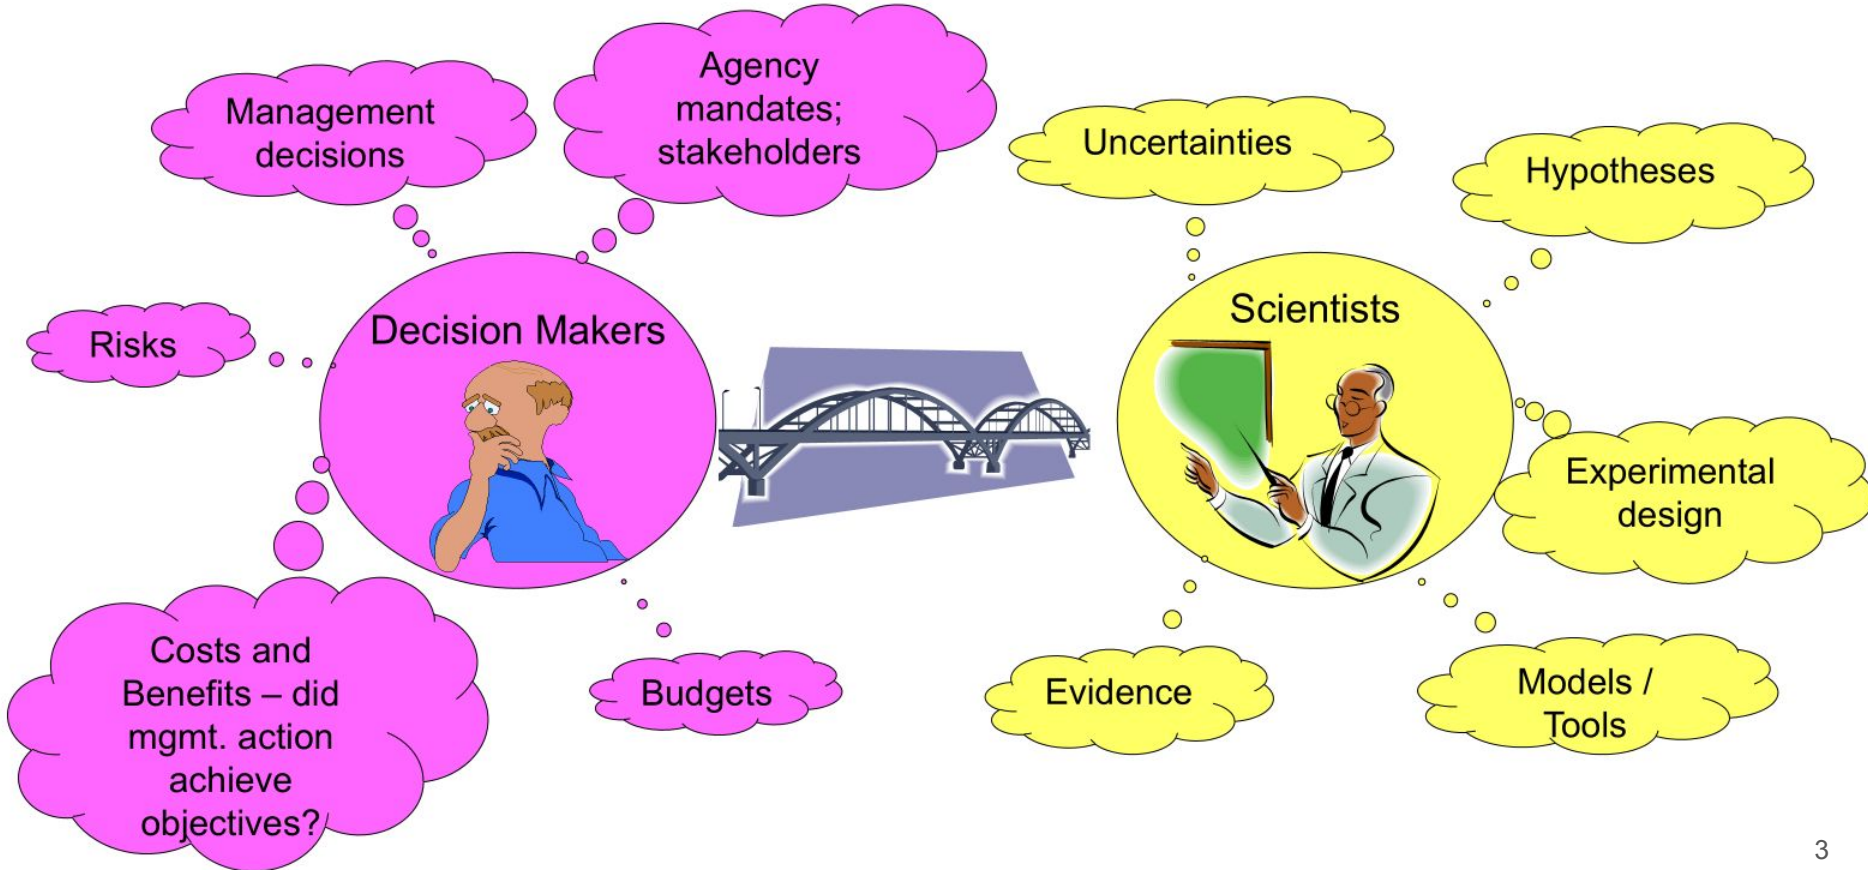 Management
decisions
Agency
mandates;
stakeholders
Uncertainties
Hypotheses
Risks
Decision Makers
Scientists
Experimental
design
Costs and
Benefits – did
mgmt. action
achieve
objectives?
Budgets
Evidence
Models /
Tools
3